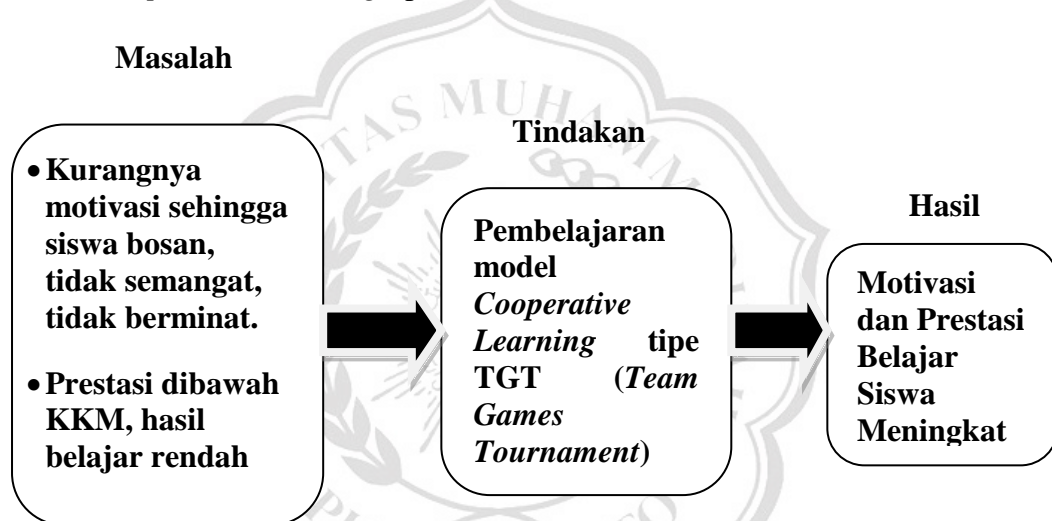 Masalah
• Kurangnya
motivasi sehingga
siswa bosan,
tidak semangat,
tidak berminat.
• Prestasi dibawah
KKM, hasil
belajar rendah
Tindakan
Pembelajaran
model
Cooperative
Learning tipe
TGT (Team
Games
Tournament)
Hasil
Motivasi
dan Prestasi
Belajar
Siswa
Meningkat